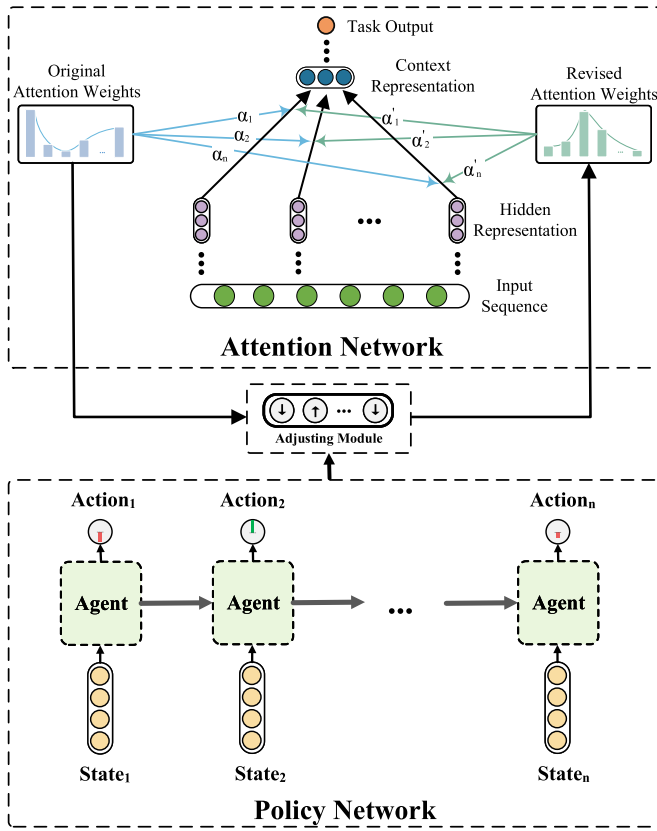 Task Output
Original
Attention Weights
Context
Representation
Revised
Attention Weights
α₁
α'₁
α₂
α'₂
αₙ
α'ₙ
...
...
Hidden
Representation
...
Input
Sequence
Attention Network
↓ ↑ ... ↓
Adjusting Module
Action₁
Action₂
Actionₙ
Agent
Agent
...
Agent
State₁
State₂
Stateₙ
Policy Network